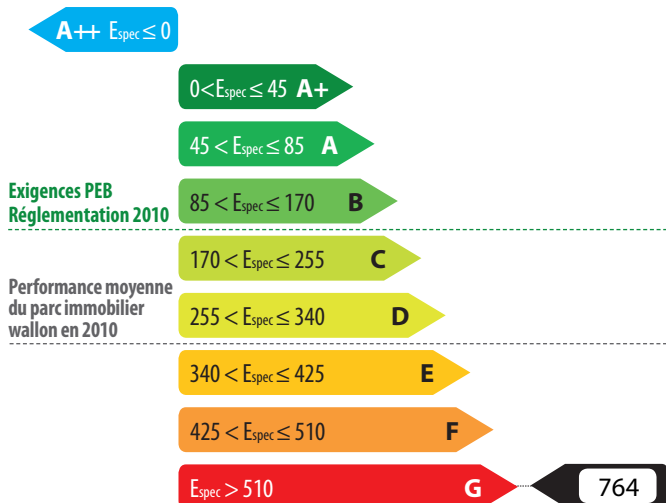 A++ Espec ≤ 0
0<Espec ≤ 45 A+
45 < Espec ≤ 85 A
Exigences PEB
Réglementation 2010
85 < Espec ≤ 170 B
170 < Espec ≤ 255 C
Performance moyenne
du parc immobilier
wallon en 2010
255 < Espec ≤ 340 D
340 < Espec ≤ 425 E
425 < Espec ≤ 510 F
Espec > 510 G 764